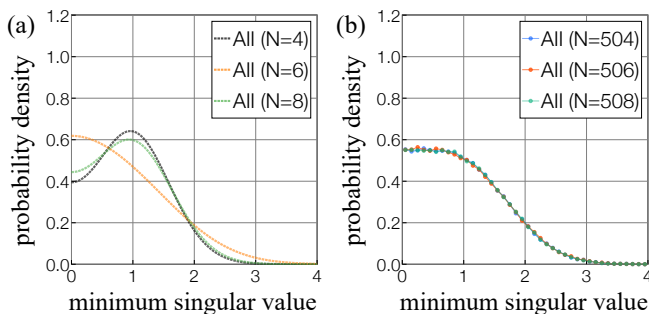 (a)
probability density
1.2
1.0
0.8
0.6
0.4
0.2
0.0
0 1 2 3 4
minimum singular value
All (N=4)
All (N=6)
All (N=8)
(b)
probability density
1.2
1.0
0.8
0.6
0.4
0.2
0.0
0 1 2 3 4
minimum singular value
All (N=504)
All (N=506)
All (N=508)